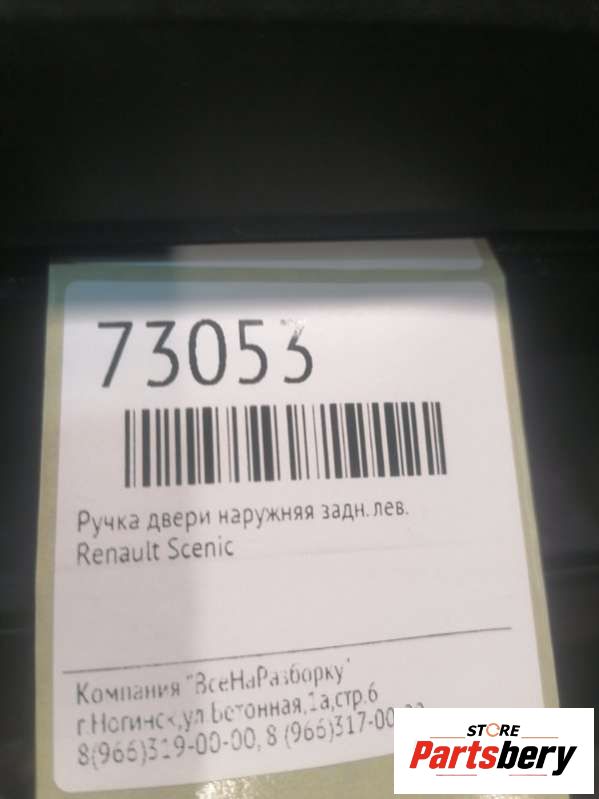 73053
Ручка двери наружняя задн. лев.
Renault Scenic
Компания "ВсеНаРазборку"
г.Ногинск,ул.Бетонная,1а,стр.6
8(966)319-00-00, 8 (966)317-00-
STORE
Partsbery